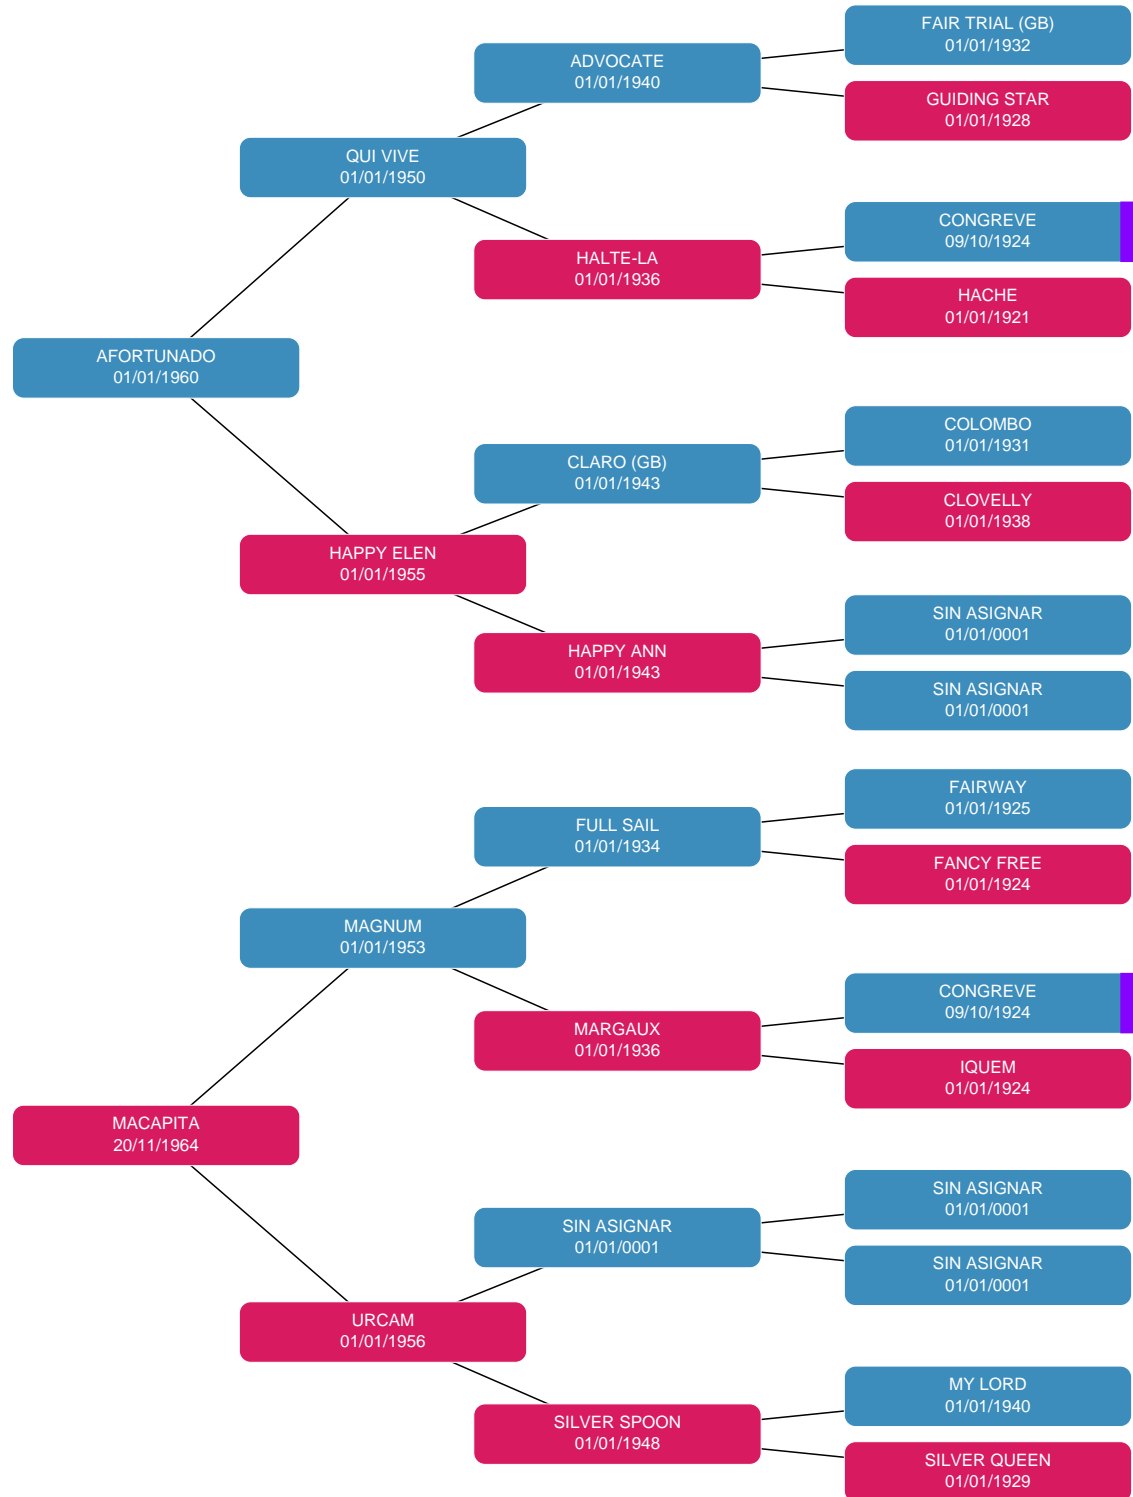 FAIR TRIAL (GB)
01/01/1932
ADVOCATE
01/01/1940
GUIDING STAR
01/01/1928
QUI VIVE
01/01/1950
CONGREVE
09/10/1924
HALTE-LA
01/01/1936
HACHE
01/01/1921
AFORTUNADO
01/01/1960
COLOMBO
01/01/1931
CLARO (GB)
01/01/1943
CLOVELLY
01/01/1938
HAPPY ELEN
01/01/1955
SIN ASIGNAR
01/01/0001
HAPPY ANN
01/01/1943
SIN ASIGNAR
01/01/0001
FAIRWAY
01/01/1925
FULL SAIL
01/01/1934
FANCY FREE
01/01/1924
MAGNUM
01/01/1953
CONGREVE
09/10/1924
MARGAUX
01/01/1936
IQUEM
01/01/1924
MACAPITA
20/11/1964
SIN ASIGNAR
01/01/0001
SIN ASIGNAR
01/01/0001
SIN ASIGNAR
01/01/0001
URCAM
01/01/1956
MY LORD
01/01/1940
SILVER SPOON
01/01/1948
SILVER QUEEN
01/01/1929